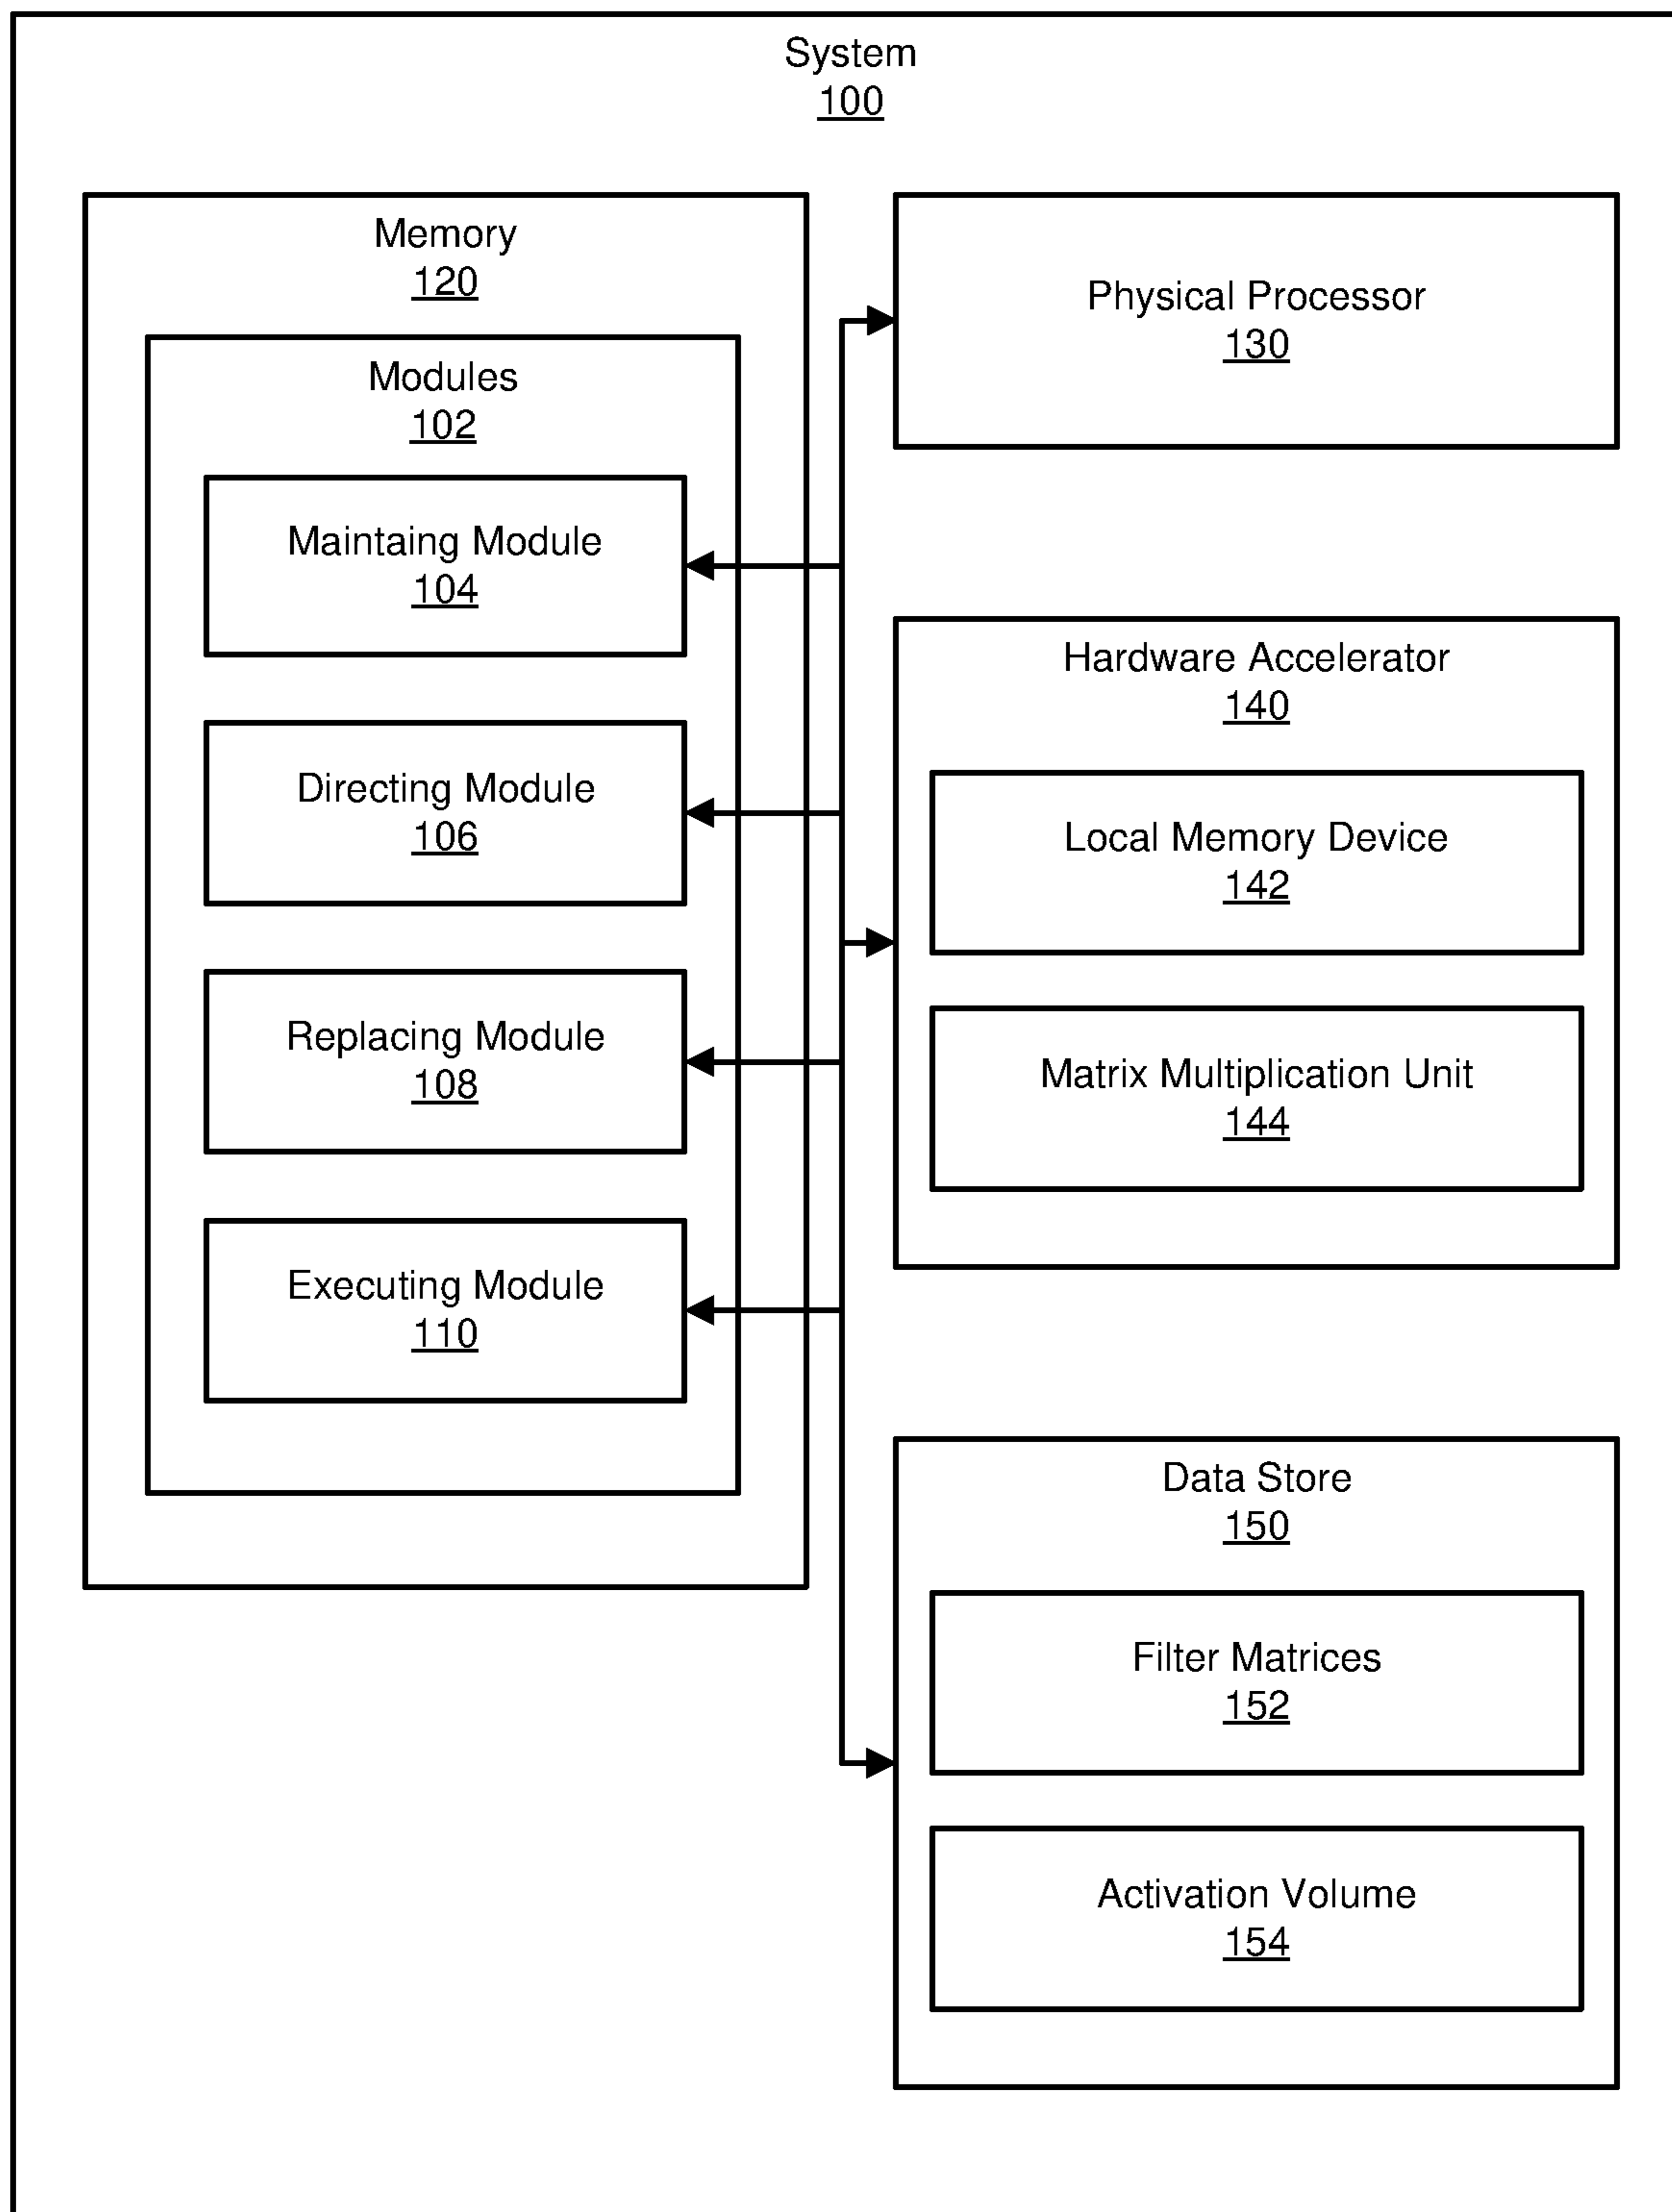 System
100
Memory
120
Modules
102
Maintaing Module
104
Directing Module
106
Replacing Module
108
Executing Module
110
Physical Processor
130
Hardware Accelerator
140
Local Memory Device
142
Matrix Multiplication Unit
144
Data Store
150
Filter Matrices
152
Activation Volume
154